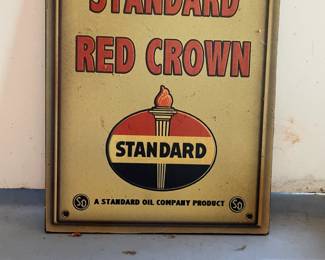 STANDARD
RED CROWN
STANDARD
SO A STANDARD OIL COMPANY PRODUCT SO